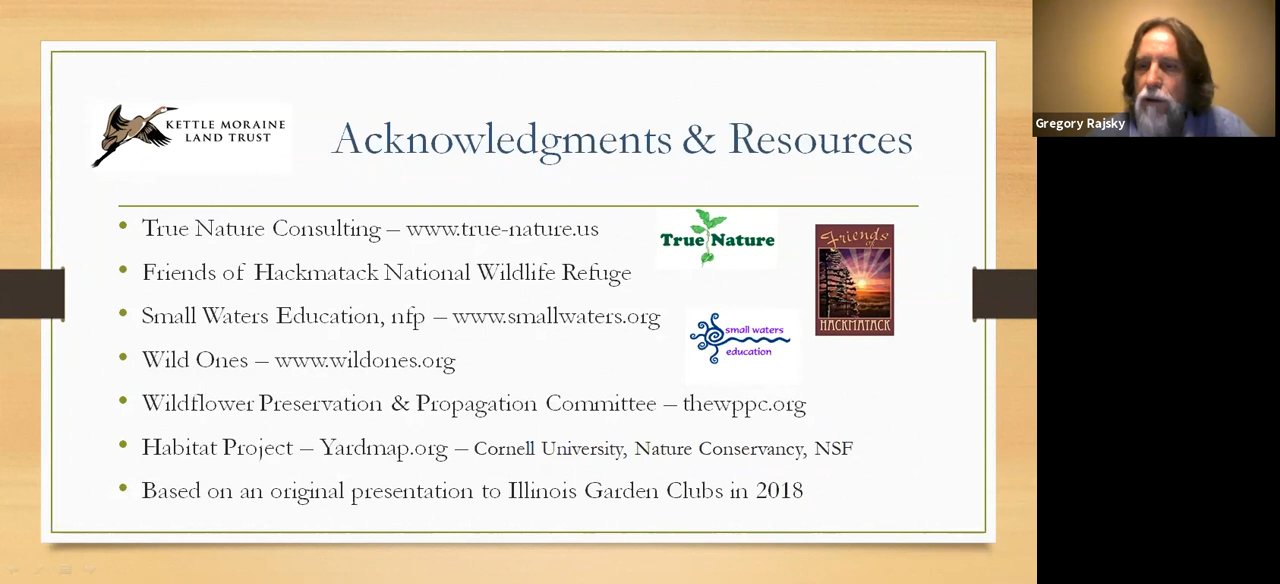 KETTLE MORAINE
LAND TRUST
Acknowledgments & Resources
Gregory Rajsky
True Nature Consulting – www.true-nature.us
True Nature
Friends of
HACKMATACK
Friends of Hackmatack National Wildlife Refuge
Small Waters Education, nfp – www.smallwaters.org
small waters
education
Wild Ones – www.wildones.org
Wildflower Preservation & Propagation Committee – thewppc.org
Habitat Project – Yardmap.org – Cornell University, Nature Conservancy, NSF
Based on an original presentation to Illinois Garden Clubs in 2018